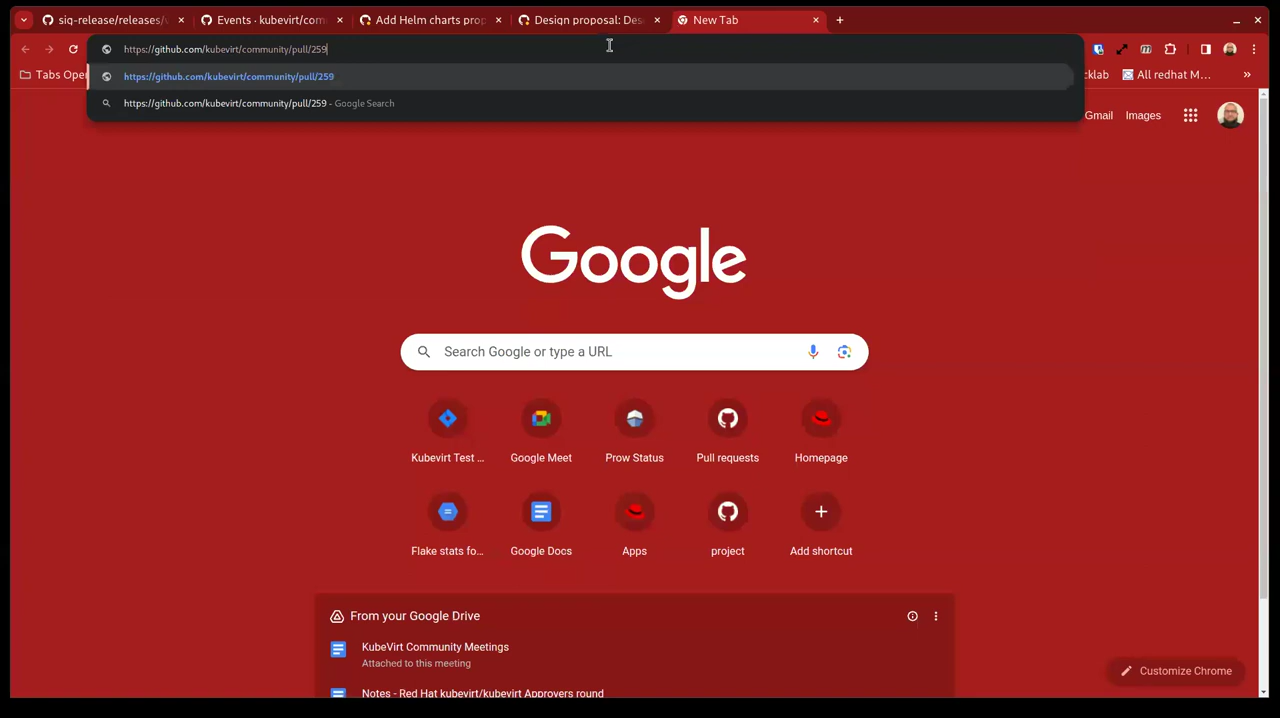 sig-release/releases/v
Events · kubevirt/com
Add Helm charts prop
Design proposal: Des
New Tab
https://github.com/kubevirt/community/pull/259
Tabs Ope
cklab
All redhat M...
»
https://github.com/kubevirt/community/pull/259
https://github.com/kubevirt/community/pull/259 - Google Search
Gmail
Images
Google
Search Google or type a URL
Kubevirt Test ...
Google Meet
Prow Status
Pull requests
Homepage
Flake stats fo...
Google Docs
Apps
project
Add shortcut
From your Google Drive
KubeVirt Community Meetings
Attached to this meeting
Notes - Red Hat kubevirt/kubevirt Approvers round
Customize Chrome